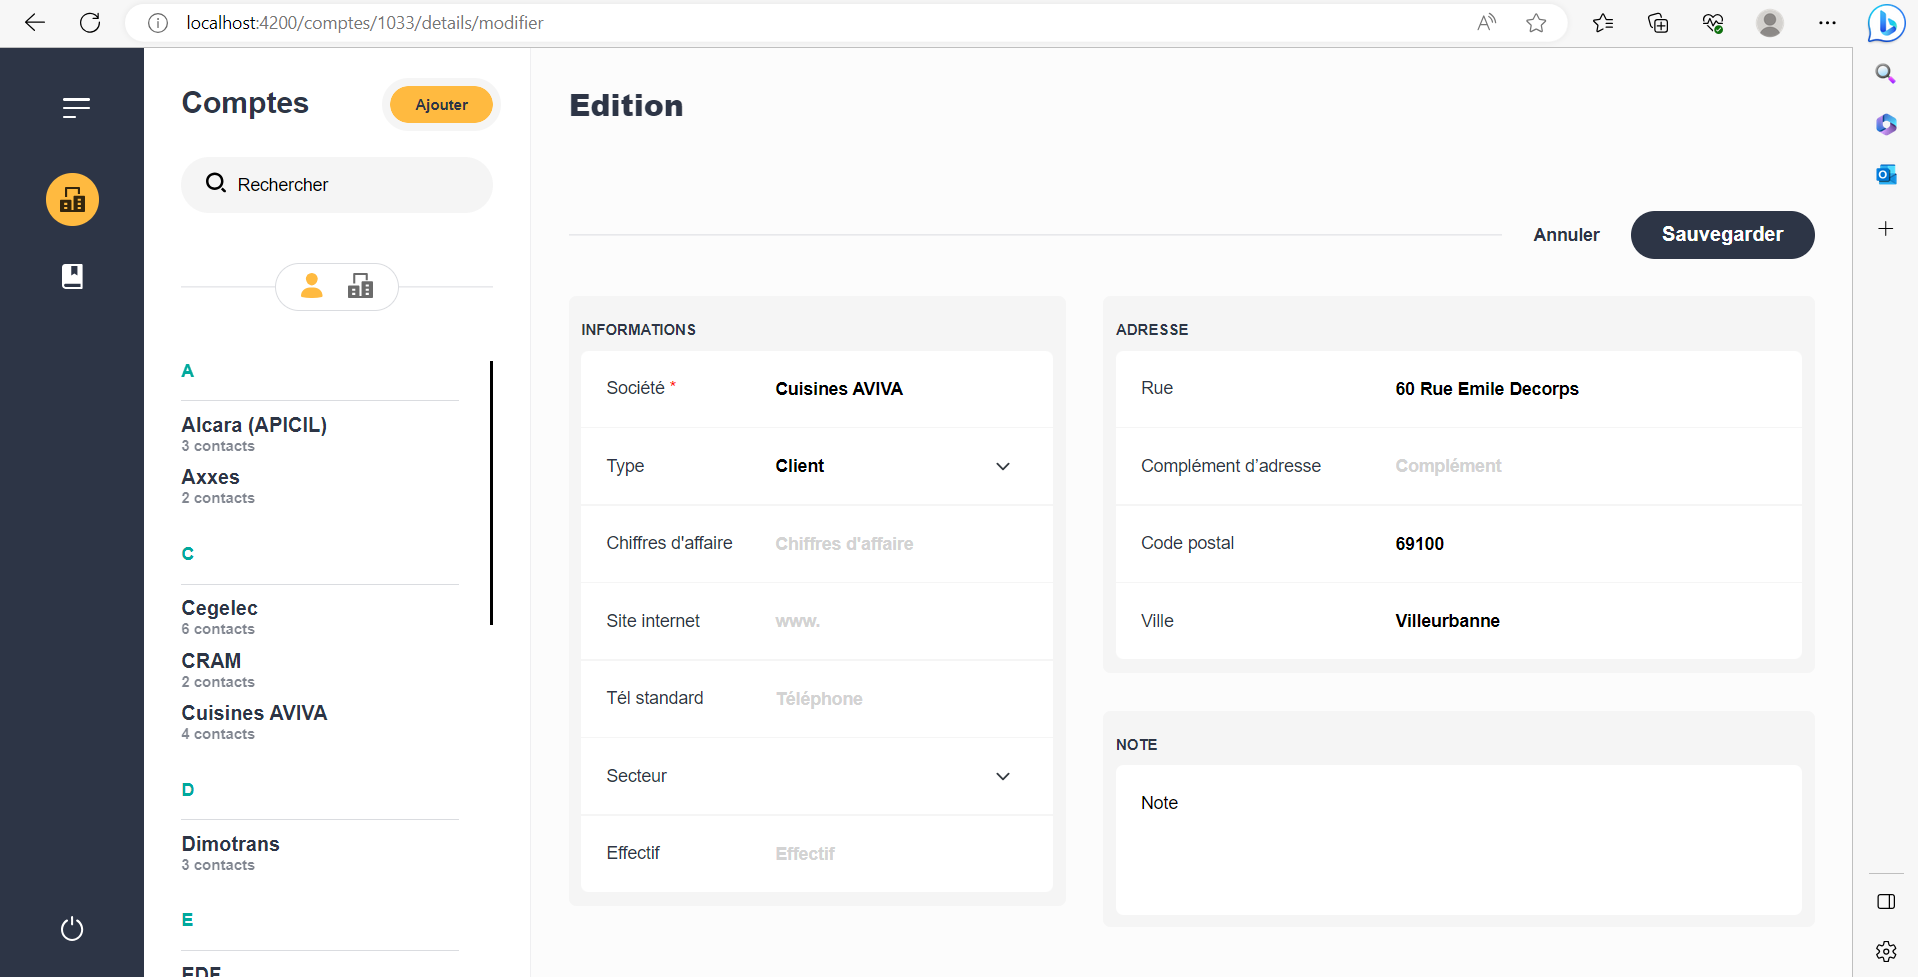 localhost:4200/comptes/1033/details/modifier
Comptes
Ajouter
Rechercher
A
Alcara (APICIL)
3 contacts
Axxes
2 contacts
C
Cegelec
6 contacts
CRAM
2 contacts
Cuisines AVIVA
4 contacts
D
Dimotrans
3 contacts
E
EDF
Edition
Annuler
Sauvegarder
INFORMATIONS
Société * Cuisines AVIVA
Type Client
Chiffres d'affaire Chiffres d'affaire
Site internet www.
Tél standard Téléphone
Secteur
Effectif Effectif
ADRESSE
Rue 60 Rue Emile Decorps
Complément d’adresse Complément
Code postal 69100
Ville Villeurbanne
NOTE
Note